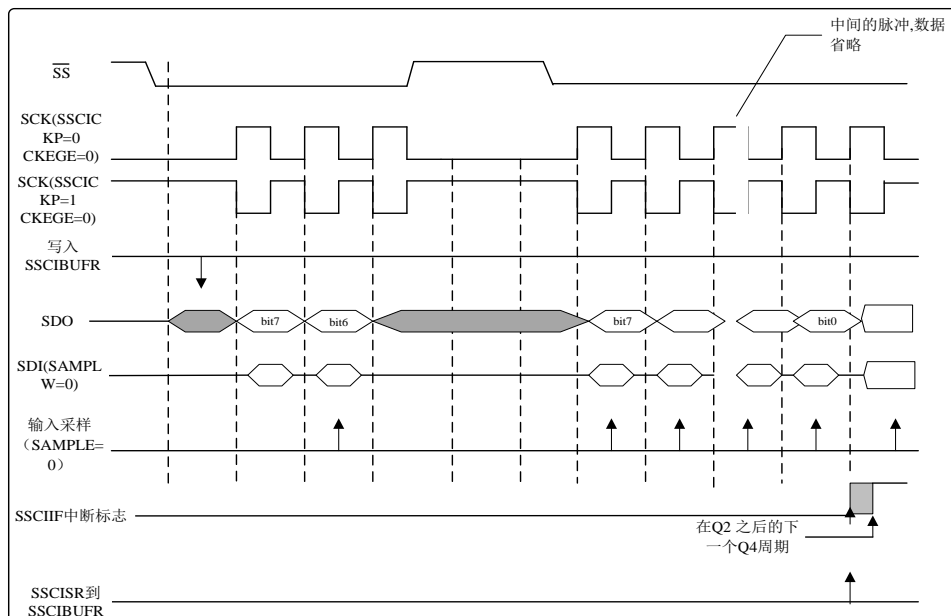 中间的脉冲,数据
省略
SS
SCK(SSCIC
KP=0
CKEGE=0)
SCK(SSCIC
KP=1
CKEGE=0)
写入
SSCIBUFR
SDO
bit7
bit6
bit7
bit0
SDI(SAMPL
W=0)
输入采样
（SAMPLE=
0）
SSCIIF中断标志
在Q2 之后的下
一个Q4周期
SSCISR到
SSCIBUFR